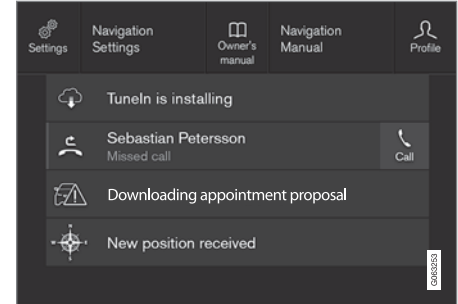 Settings
Navigation
Settings
Owner's
manual
Navigation
Manual
Profile
TuneIn is installing
Sebastian Petersson
Missed call
Call
Downloading appointment proposal
New position received
G063253